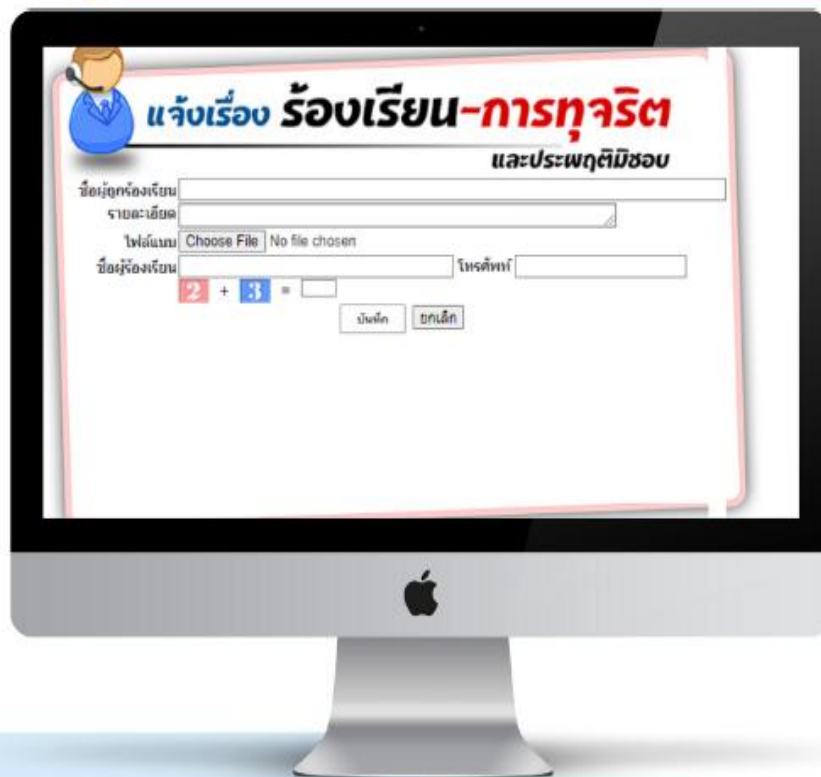 แจ้งเรื่อง ร้องเรียน-การทุจริต
และประพฤติมิชอบ
ชื่อผู้ถูกร้องเรียน
รายละเอียด
ไฟล์แนบ Choose File No file chosen
ชื่อผู้ร้องเรียน โทรศัพท์
2 + 3 =
บันทึก ยกเลิก